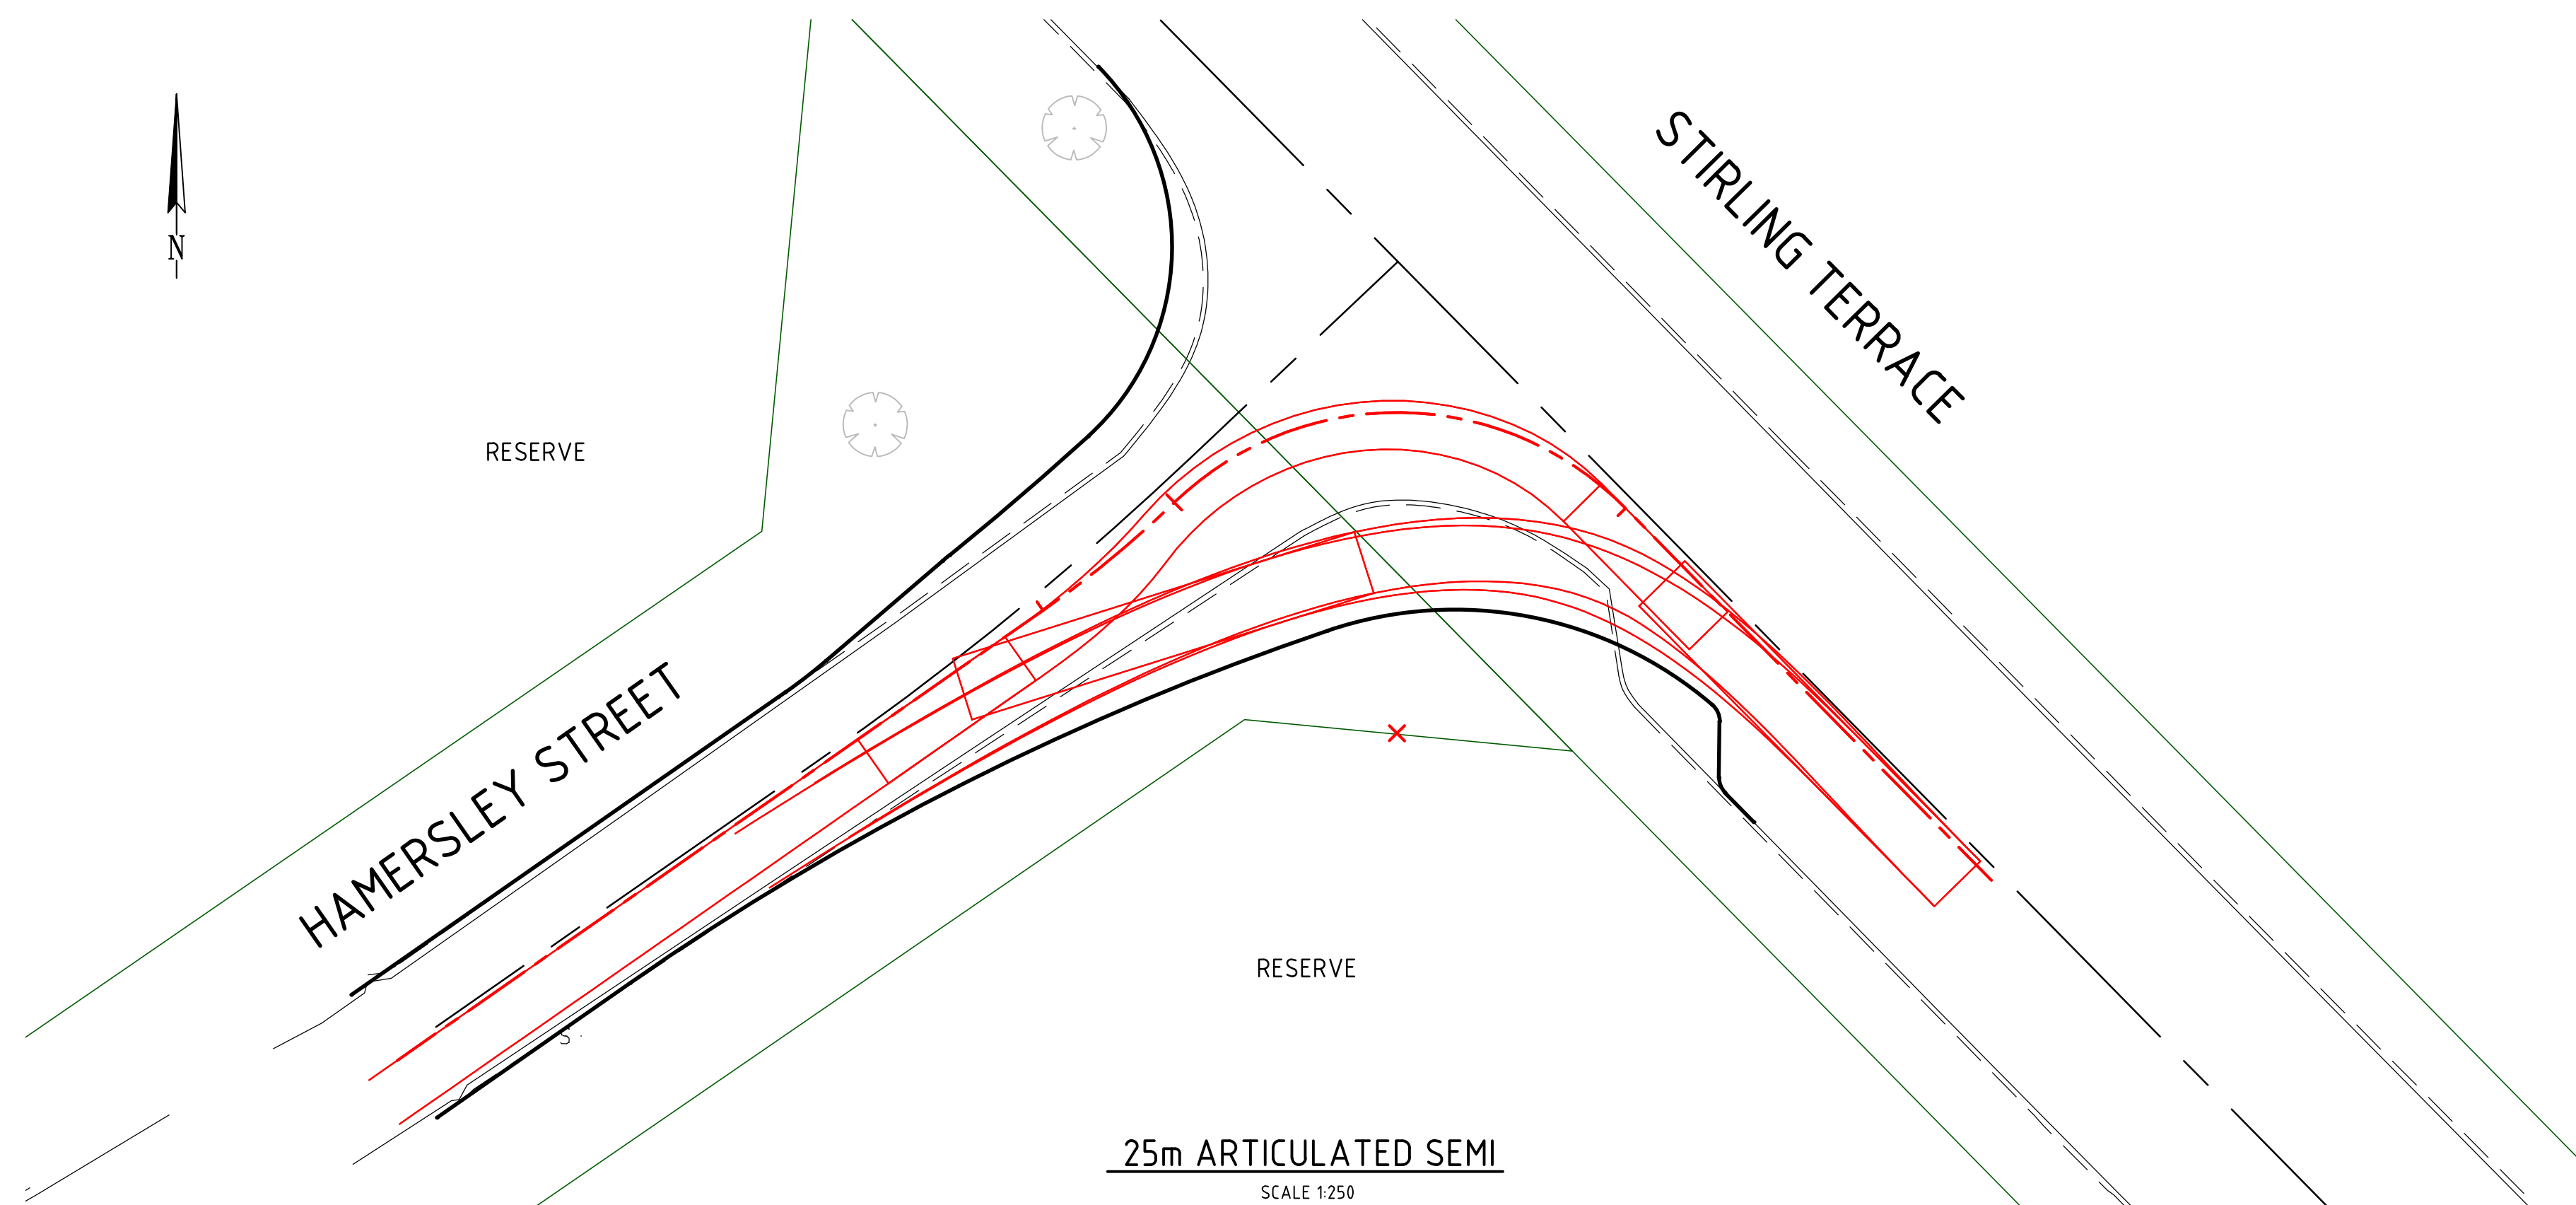 STIRLING TERRACE
N
RESERVE
HAMERSLEY STREET
RESERVE
S
25m ARTICULATED SEMI
SCALE 1:250